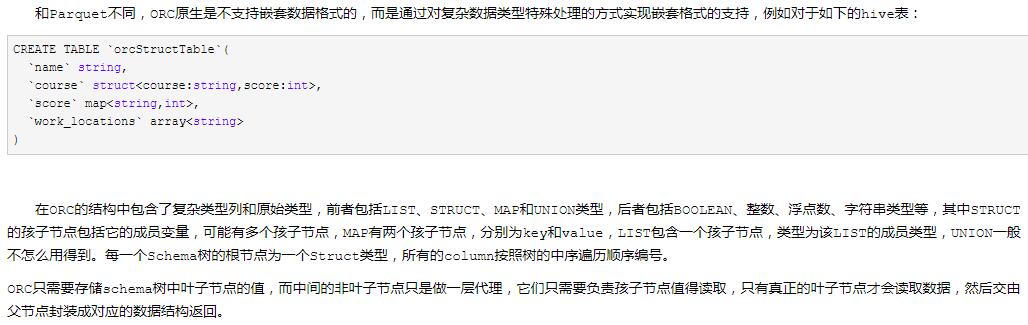 和Parquet不同，ORC原生是不支持嵌套数据格式的，而是通过对复杂数据类型特殊处理的方式实现嵌套格式的支持，例如对于如下的hive表：
CREATE TABLE `orcStructTable`(
  `name` string,
  `course` struct<course:string,score:int>,
  `score` map<string,int>,
  `work_locations` array<string>
)
在ORC的结构中包含了复杂类型列和原始类型，前者包括LIST、STRUCT、MAP和UNION类型，后者包括BOOLEAN、整数、浮点数、字符串类型等，其中STRUCT
的孩子节点包括它的成员变量，可能有多个孩子节点，MAP有两个孩子节点，分别为key和value，LIST包含一个孩子节点，类型为该LIST的成员类型，UNION一般
不怎么用得到。每一个Schema树的根节点为一个Struct类型，所有的column按照树的中序遍历顺序编号。
ORC只需要存储schema树中叶子节点的值，而中间的非叶子节点只是做一层代理，它们只需要负责孩子节点值得读取，只有真正的叶子节点才会读取数据，然后交由
父节点封装成对应的数据结构返回。